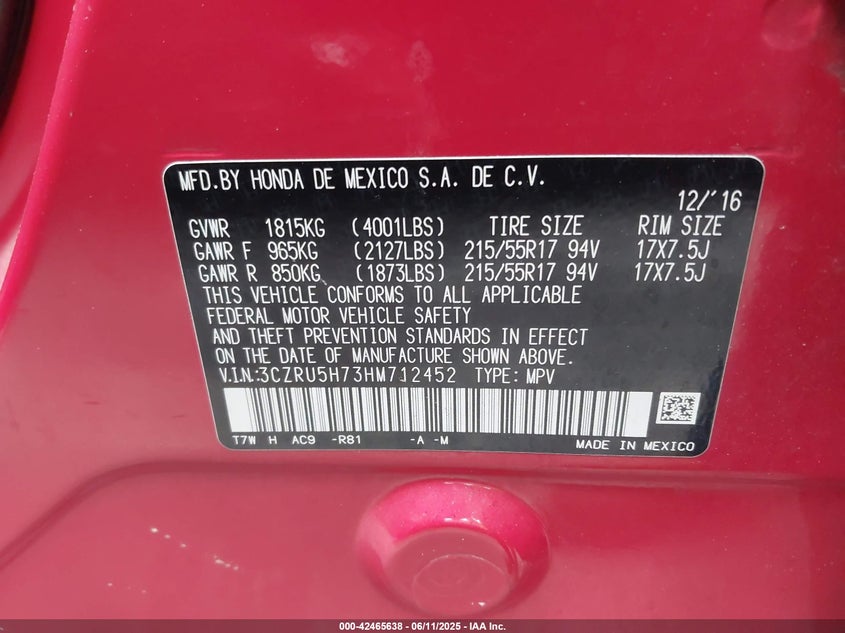 MFD.BY HONDA DE MEXICO S.A. DE C.V.
12/'16
GVWR 1815KG (4001LBS) TIRE SIZE RIM SIZE
GAWR F 965KG (2127LBS) 215/55R17 94V 17X7.5J
GAWR R 850KG (1873LBS) 215/55R17 94V 17X7.5J
THIS VEHICLE CONFORMS TO ALL APPLICABLE
FEDERAL MOTOR VEHICLE SAFETY
AND THEFT PREVENTION STANDARDS IN EFFECT
ON THE DATE OF MANUFACTURE SHOWN ABOVE.
V.I.N:3CZRU5H73HM712452 TYPE: MPV
T7W H AC9 -R81 -A -M MADE IN MEXICO
000-42465638 - 06/11/2025 - IAA Inc.